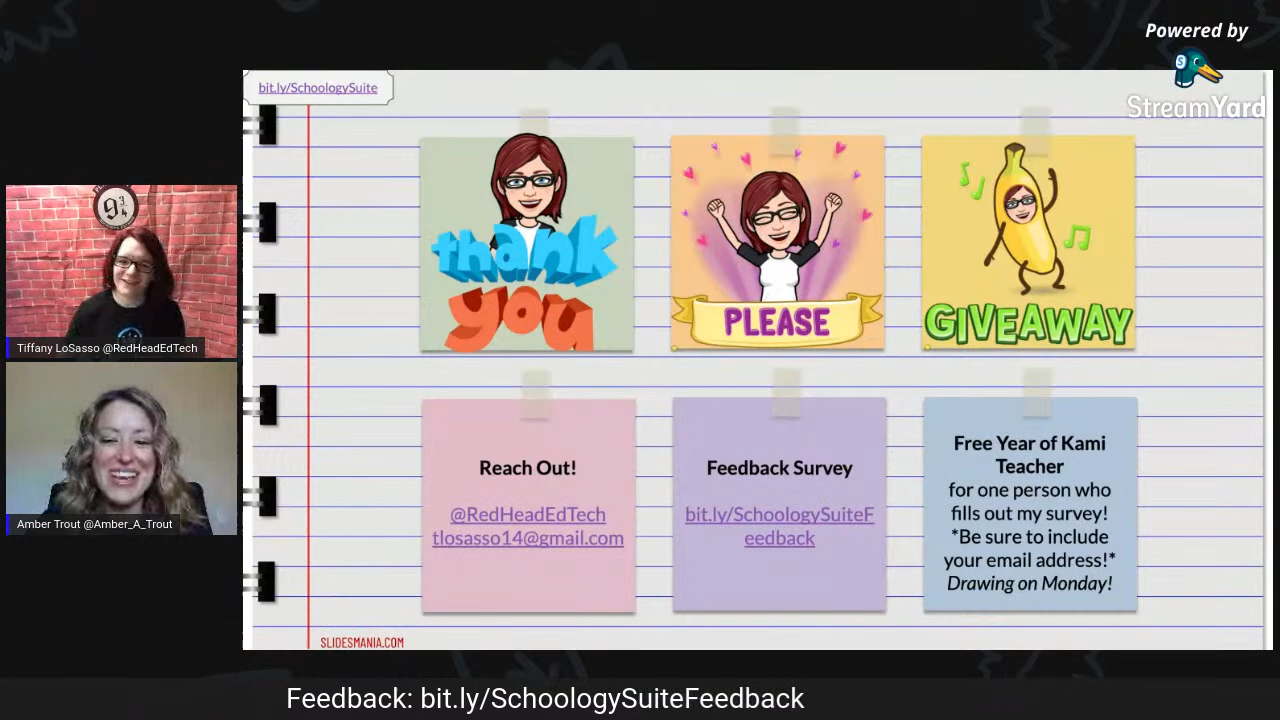 Powered by
StreamYard
bit.ly/SchoologySuite
thank
you
PLEASE
GIVEAWAY
Reach Out!
@RedHeadEdTech
tlosasso14@gmail.com
Feedback Survey
bit.ly/SchoologySuiteF
eedback
Free Year of Kami
Teacher
for one person who
fills out my survey!
*Be sure to include
your email address!*
Drawing on Monday!
SLIDESMANIA.COM
9 3/4
Tiffany LoSasso @RedHeadEdTech
Amber Trout @Amber_A_Trout
Feedback: bit.ly/SchoologySuiteFeedback